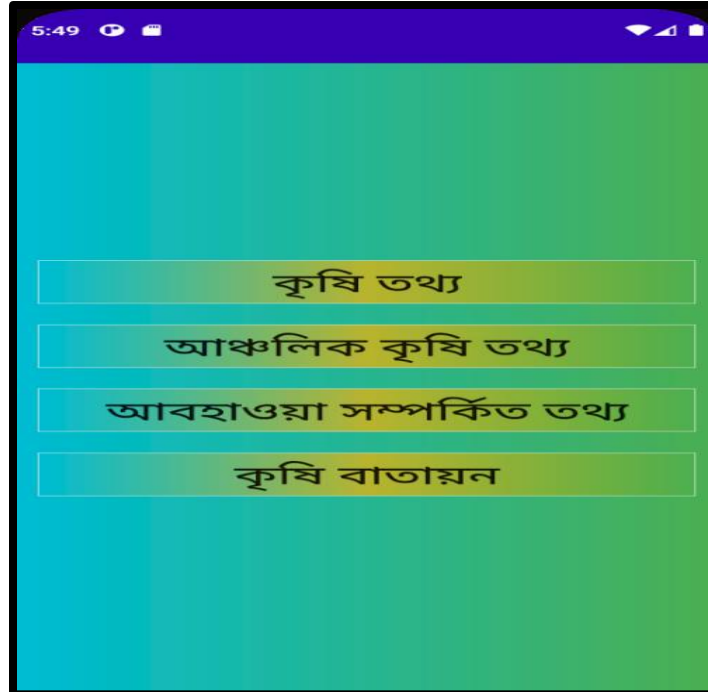 5:49
কৃষি তথ্য
আঞ্চলিক কৃষি তথ্য
আবহাওয়া সম্পর্কিত তথ্য
কৃষি বাতায়ন